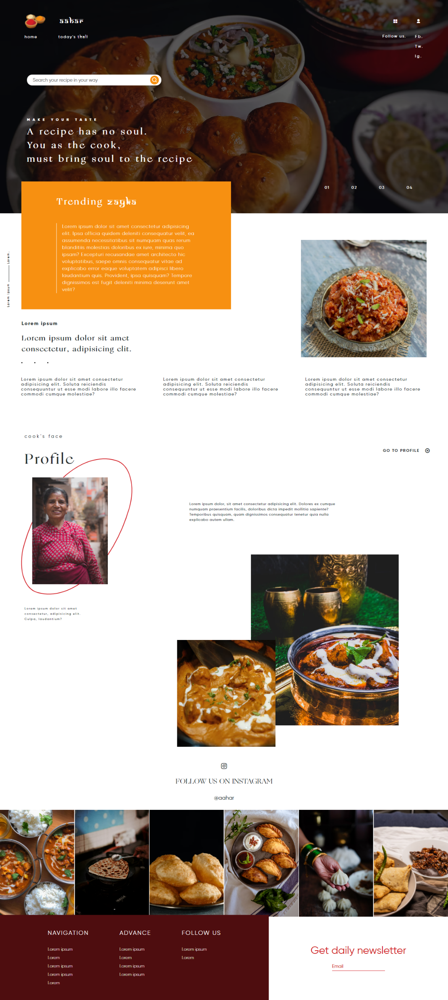 aahar
home
today's thali
Follow us.
Fb.
Tw.
Ig.
Search your recipe in your way
MAKE YOUR TASTE
A recipe has no soul.
You as the cook,
must bring soul to the recipe
01
02
03
04
Trending zayka
Lorem ipsum dolor sit amet consectetur adipisicing
elit. Ipsa officia quidem deleniti consequatur velit, ea
assumenda necessitatibus sit numquam quas rerum
blanditiis molestias doloribus ex iure, minima quo
ipsam? Excepturi recusandae amet architecto hic
voluptatibus, saepe omnis consequatur vitae ad
explicabo error eaque voluptatem adipisci libero
laudantium quis. Provident, ipsa quisquam? Tempore
dignissimos est fugit deleniti minima deserunt amet
velit?
Lorem ipsum
Lorem.
Lorem ipsum
Lorem ipsum dolor sit amet
consectetur, adipisicing elit.
Lorem ipsum dolor sit amet consectetur
adipisicing elit. Soluta reiciendis
consequuntur ut esse modi labore illo facere
commodi cumque molestiae?
Lorem ipsum dolor sit amet consectetur
adipisicing elit. Soluta reiciendis
consequuntur ut esse modi labore illo facere
commodi cumque molestiae?
Lorem ipsum dolor sit amet consectetur
adipisicing elit. Soluta reiciendis
consequuntur ut esse modi labore illo facere
commodi cumque molestiae?
cook's face
Profile
GO TO PROFILE
Lorem ipsum dolor, sit amet consectetur adipisicing elit. Dolores ex cumque
numquam praesentium facilis, doloribus dicta impedit mollitia sapiente?
Temporibus quisquam, quam dignissimos consequatur tenetur quia nulla
explicabo autem ullam.
Lorem ipsum dolor sit amet
consectetur, adipisicing elit.
Culpa, laudantium?
FOLLOW US ON INSTAGRAM
@aahar
NAVIGATION
Lorem ipsum
Lorem
Lorem ipsum
Lorem ipsum
Lorem
ADVANCE
Lorem ipsum
Lorem
Lorem ipsum
Lorem ipsum
FOLLOW US
Lorem ipsum
Lorem
Get daily newsletter
Email